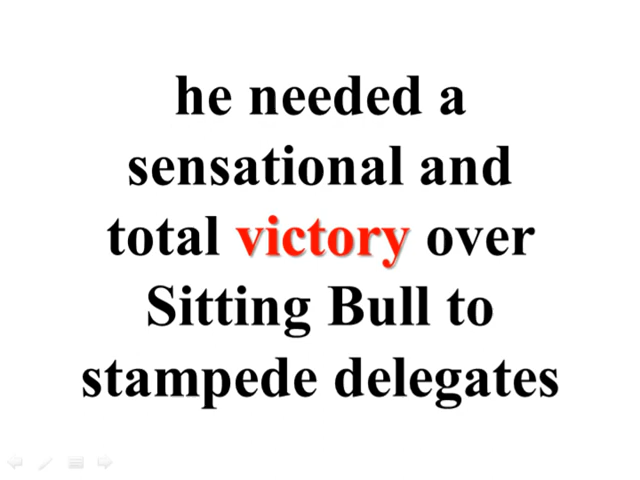 he needed a
sensational and
total victory over
Sitting Bull to
stampede delegates